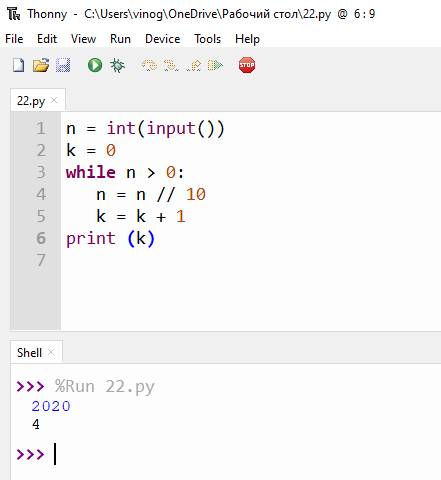 Thonny - C:\Users\vinog\OneDrive\Рабочий стол\22.py @ 6 : 9
File Edit View Run Device Tools Help
STOP
22.py ×
1 n = int(input())
2 k = 0
3 while n > 0:
4    n = n // 10
5    k = k + 1
6 print (k)
7
Shell ×
>>> %Run 22.py
2020
4
>>>